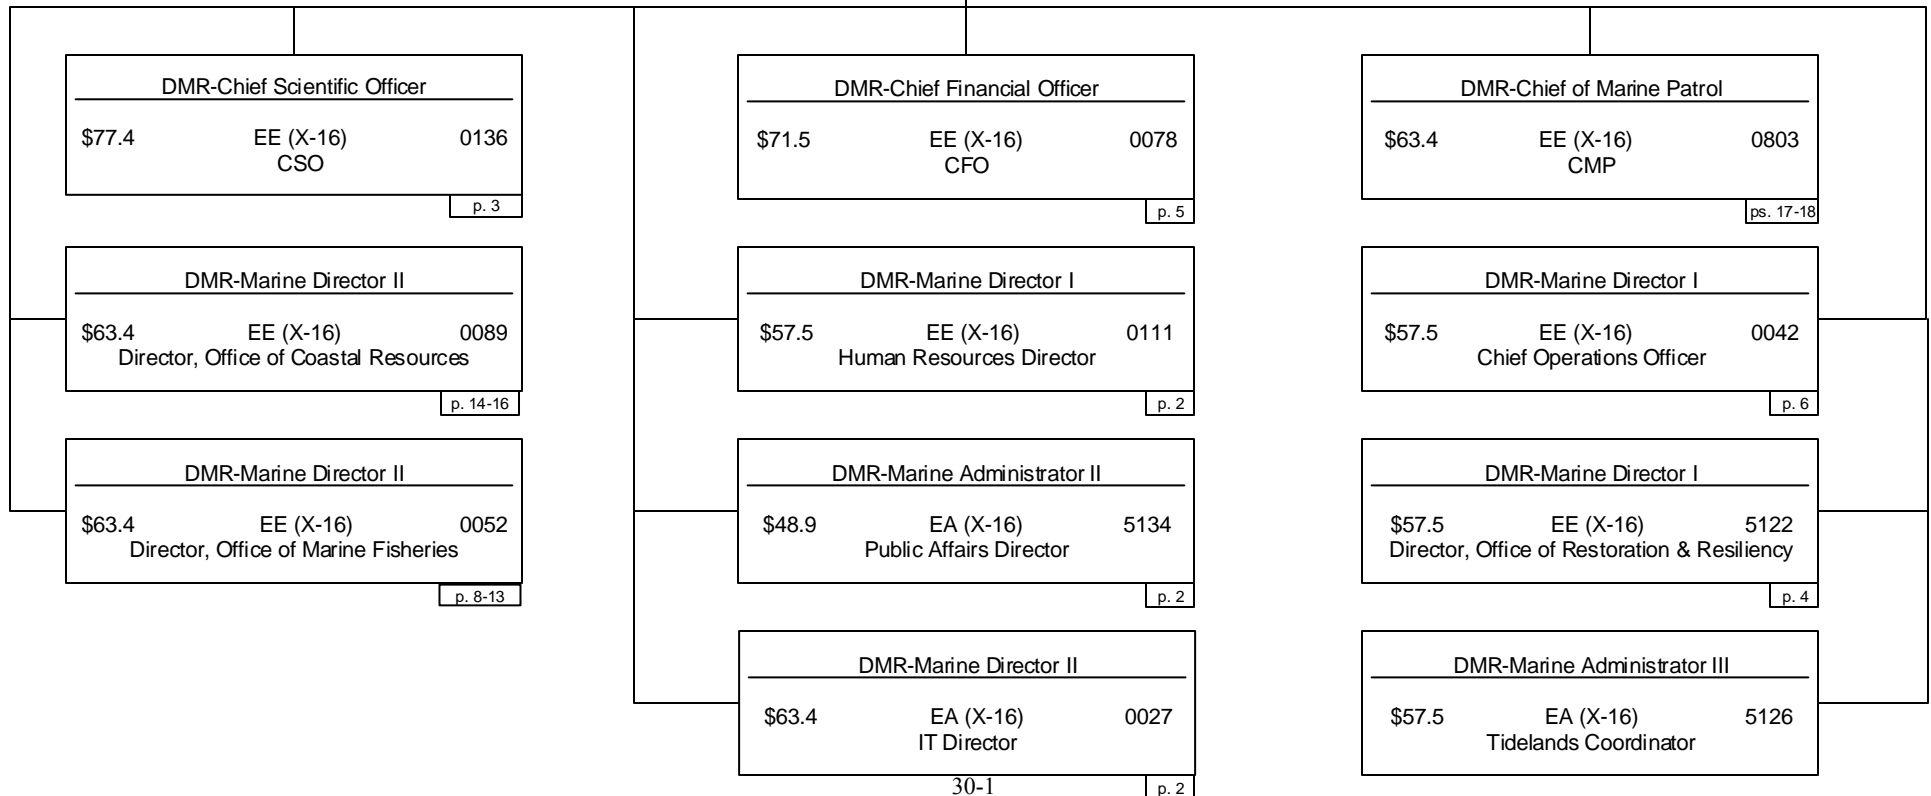 DMR-Chief Scientific Officer
$77.4 EE (X-16) 0136
CSO
p. 3
DMR-Marine Director II
$63.4 EE (X-16) 0089
Director, Office of Coastal Resources
p. 14-16
DMR-Marine Director II
$63.4 EE (X-16) 0052
Director, Office of Marine Fisheries
p. 8-13
DMR-Chief Financial Officer
$71.5 EE (X-16) 0078
CFO
p. 5
DMR-Marine Director I
$57.5 EE (X-16) 0111
Human Resources Director
p. 2
DMR-Marine Administrator II
$48.9 EA (X-16) 5134
Public Affairs Director
p. 2
DMR-Marine Director II
$63.4 EA (X-16) 0027
IT Director
p. 2
DMR-Chief of Marine Patrol
$63.4 EE (X-16) 0803
CMP
ps. 17-18
DMR-Marine Director I
$57.5 EE (X-16) 0042
Chief Operations Officer
p. 6
DMR-Marine Director I
$57.5 EE (X-16) 5122
Director, Office of Restoration & Resiliency
p. 4
DMR-Marine Administrator III
$57.5 EA (X-16) 5126
Tidelands Coordinator
30-1